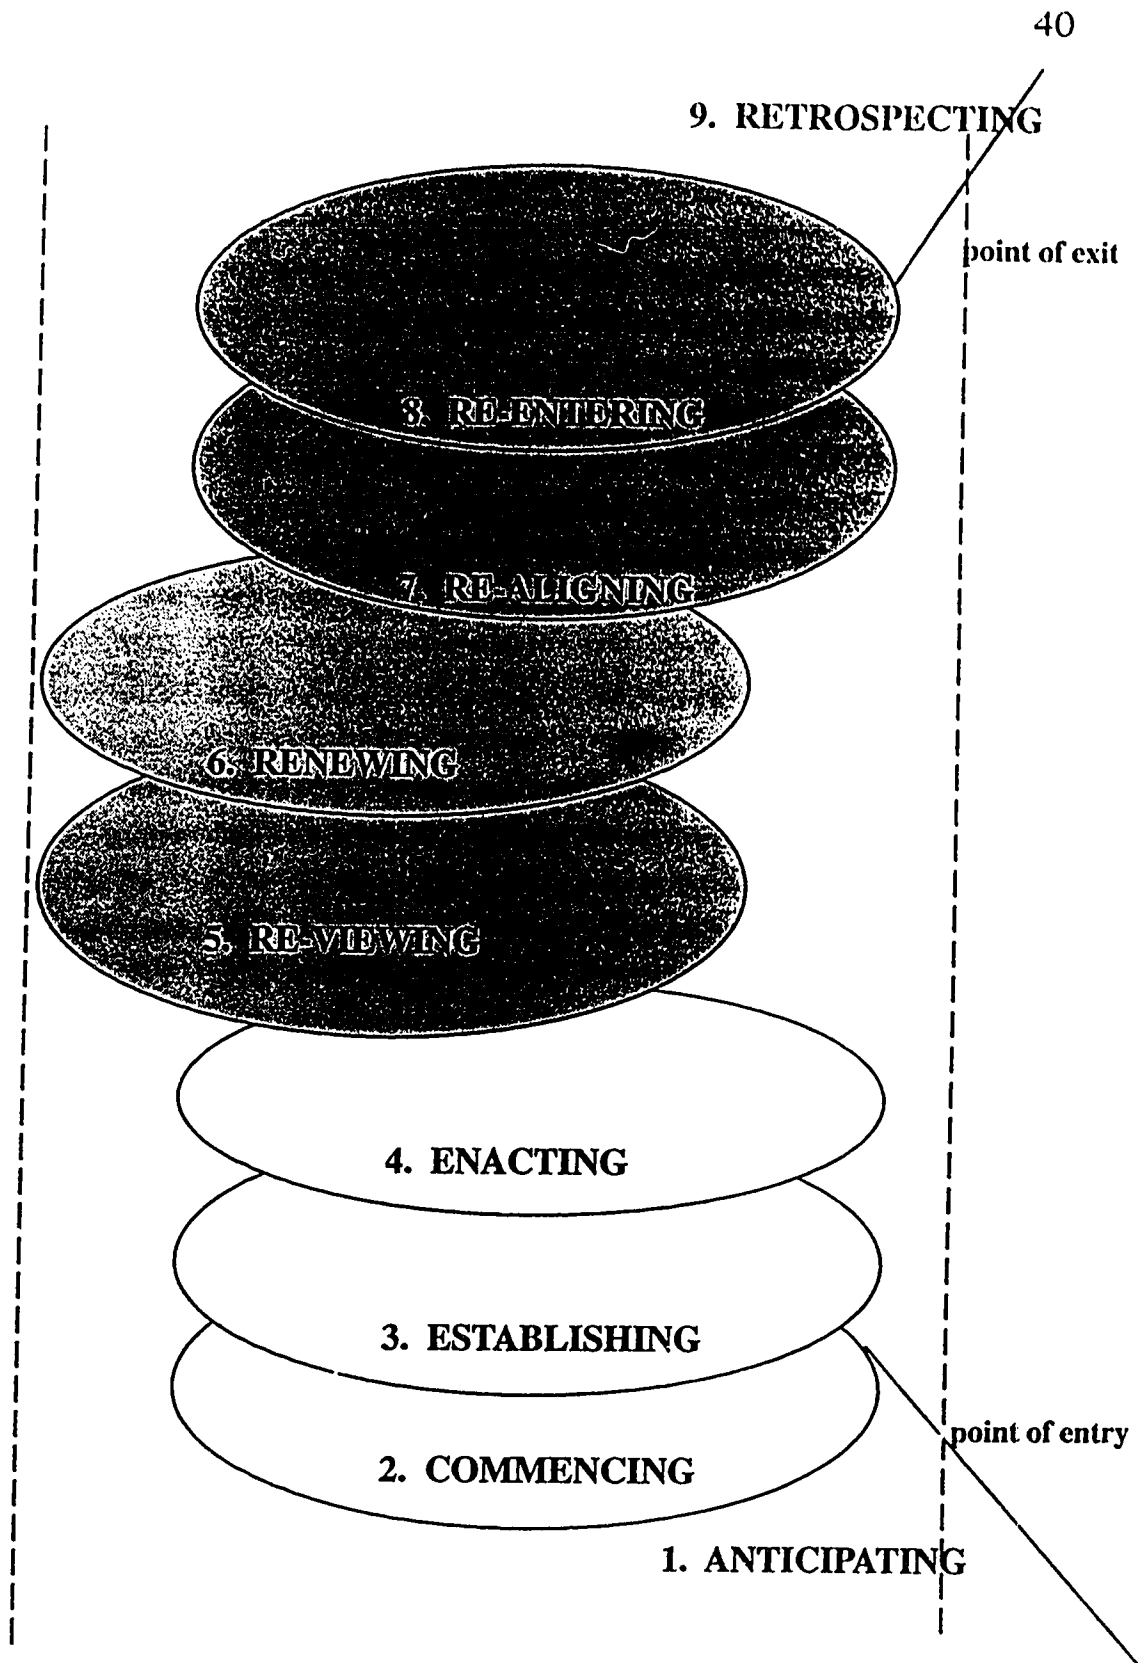 40
9. RETROSPECTING
point of exit
8. RE-ENTERING
7. RE-ALIGNING
6. RENEWING
5. RE-VIEWING
4. ENACTING
3. ESTABLISHING
point of entry
2. COMMENCING
1. ANTICIPATING